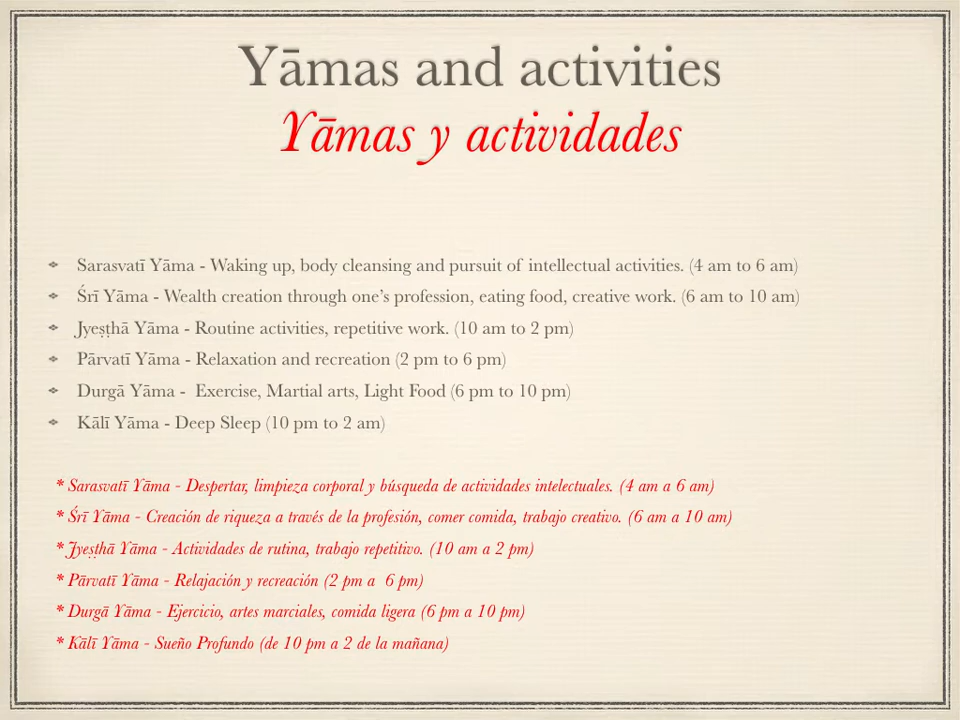 Yāmas and activities
Yāmas y actividades
Sarasvatī Yāma - Waking up, body cleansing and pursuit of intellectual activities. (4 am to 6 am)
Śrī Yāma - Wealth creation through one’s profession, eating food, creative work. (6 am to 10 am)
Jyeṣṭhā Yāma - Routine activities, repetitive work. (10 am to 2 pm)
Pārvatī Yāma - Relaxation and recreation (2 pm to 6 pm)
Durgā Yāma -  Exercise, Martial arts, Light Food (6 pm to 10 pm)
Kālī Yāma - Deep Sleep (10 pm to 2 am)
* Sarasvatī Yāma - Despertar, limpieza corporal y búsqueda de actividades intelectuales. (4 am a 6 am)
* Śrī Yāma - Creación de riqueza a través de la profesión, comer comida, trabajo creativo. (6 am a 10 am)
* Jyeṣṭhā Yāma - Actividades de rutina, trabajo repetitivo. (10 am a 2 pm)
* Pārvatī Yāma - Relajación y recreación (2 pm a  6 pm)
* Durgā Yāma - Ejercicio, artes marciales, comida ligera (6 pm a 10 pm)
* Kālī Yāma - Sueño Profundo (de 10 pm a 2 de la mañana)